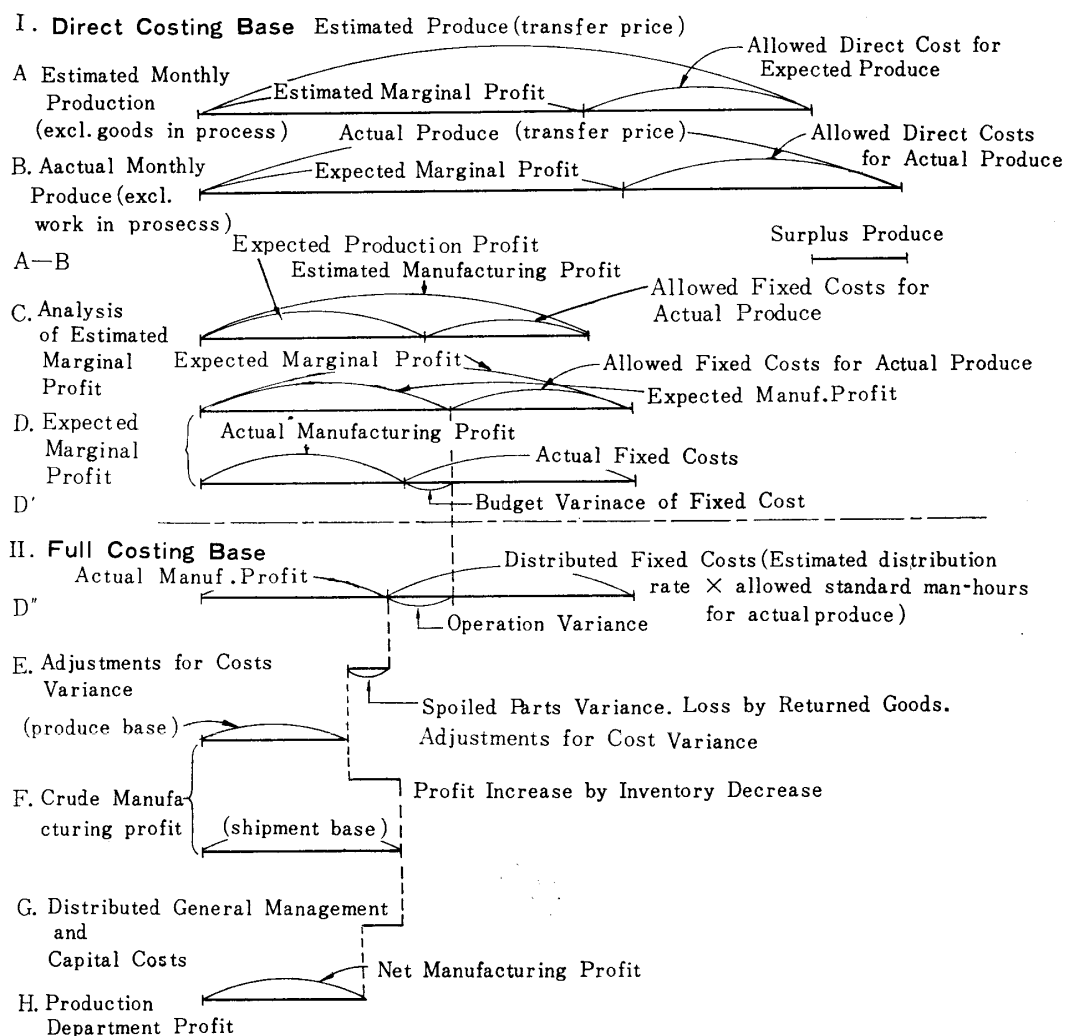 I. Direct Costing Base Estimated Produce (transfer price)
Allowed Direct Cost for
Expected Produce
A Estimated Monthly
Production
(excl. goods in process)
Estimated Marginal Profit
Actual Produce (transfer price)
Allowed Direct Costs
for Actual Produce
B. Aactual Monthly
Produce (excl.
work in prosecss)
Expected Marginal Profit
Surplus Produce
A—B
Expected Production Profit
Estimated Manufacturing Profit
Allowed Fixed Costs for
Actual Produce
C. Analysis
of Estimated
Marginal
Profit
Expected Marginal Profit
Allowed Fixed Costs for Actual Produce
Expected Manuf. Profit
D. Expected
Marginal
Profit
Actual Manufacturing Profit
Actual Fixed Costs
D′
Budget Varinace of Fixed Cost
II. Full Costing Base
Actual Manuf. Profit
Distributed Fixed Costs (Estimated distribution
rate × allowed standard man-hours
for actual produce)
D″
Operation Variance
E. Adjustments for Costs
Variance
Spoiled Parts Variance. Loss by Returned Goods.
Adjustments for Cost Variance
(produce base)
Profit Increase by Inventory Decrease
F. Crude Manufa
cturing profit
(shipment base)
G. Distributed General Management
and
Capital Costs
Net Manufacturing Profit
H. Production
Department Profit